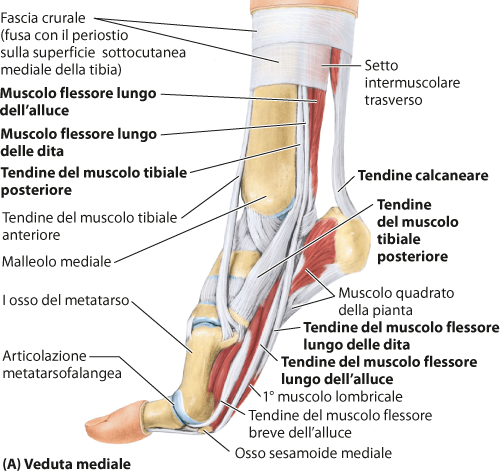 Fascia crurale
(fusa con il periostio
sulla superficie sottocutanea
mediale della tibia)
Muscolo flessore lungo
dell'alluce
Muscolo flessore lungo
delle dita
Tendine del muscolo tibiale
posteriore
Tendine del muscolo tibiale
anteriore
Malleolo mediale
I osso del metatarso
Articolazione
metatarsofalangea
(A) Veduta mediale
Setto
intermuscolare
trasverso
Tendine calcaneare
Tendine
del muscolo
tibiale
posteriore
Muscolo quadrato
della pianta
Tendine del muscolo flessore
lungo delle dita
Tendine del muscolo flessore
lungo dell'alluce
1° muscolo lombricale
Tendine del muscolo flessore
breve dell'alluce
Osso sesamoide mediale